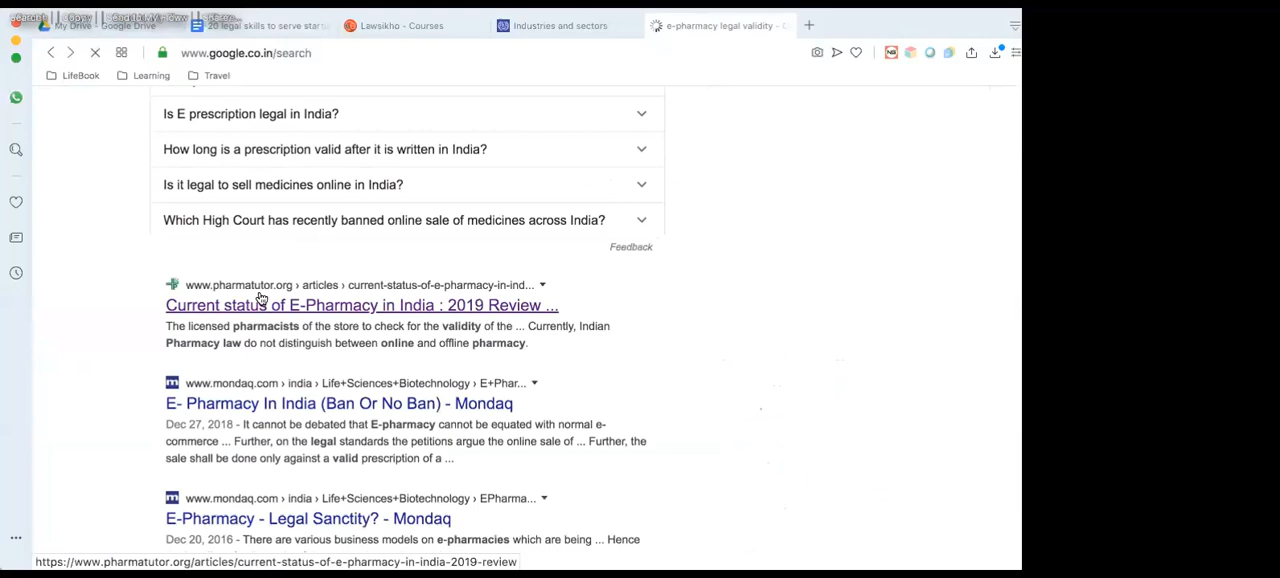 My Drive - Google Drive
20 legal skills to serve star
Lawsikho - Courses
Industries and sectors
e-pharmacy legal validity -
www.google.co.in/search
LifeBook
Learning
Travel
Is E prescription legal in India?
How long is a prescription valid after it is written in India?
Is it legal to sell medicines online in India?
Which High Court has recently banned online sale of medicines across India?
Feedback
www.pharmatutor.org › articles › current-status-of-e-pharmacy-in-ind...
Current status of E-Pharmacy in India : 2019 Review ...
The licensed pharmacists of the store to check for the validity of the ... Currently, Indian
Pharmacy law do not distinguish between online and offline pharmacy.
www.mondaq.com › india › Life+Sciences+Biotechnology › E+Phar...
E- Pharmacy In India (Ban Or No Ban) - Mondaq
Dec 27, 2018 - It cannot be debated that E-pharmacy cannot be equated with normal e-
commerce ... Further, on the legal standards the petitions argue the online sale of ... Further, the
sale shall be done only against a valid prescription of a ...
www.mondaq.com › india › Life+Sciences+Biotechnology › EPharma...
E-Pharmacy - Legal Sanctity? - Mondaq
Dec 20, 2016 - There are various business models on e-pharmacies which are being ... Hence
https://www.pharmatutor.org/articles/current-status-of-e-pharmacy-in-india-2019-review